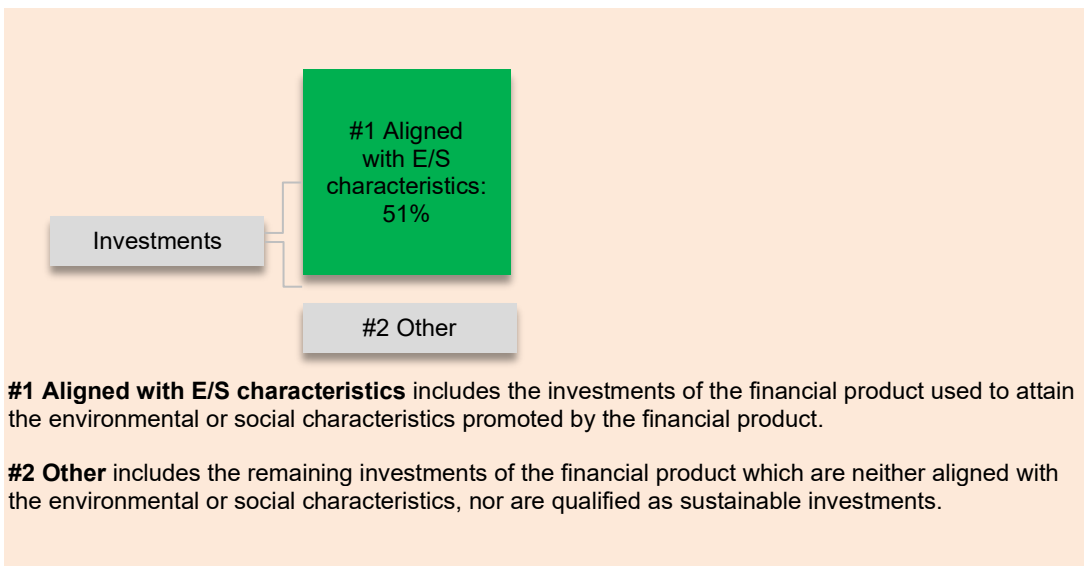 #1 Aligned
with E/S
characteristics:
51%
Investments
#2 Other
#1 Aligned with E/S characteristics includes the investments of the financial product used to attain
the environmental or social characteristics promoted by the financial product.
#2 Other includes the remaining investments of the financial product which are neither aligned with
the environmental or social characteristics, nor are qualified as sustainable investments.